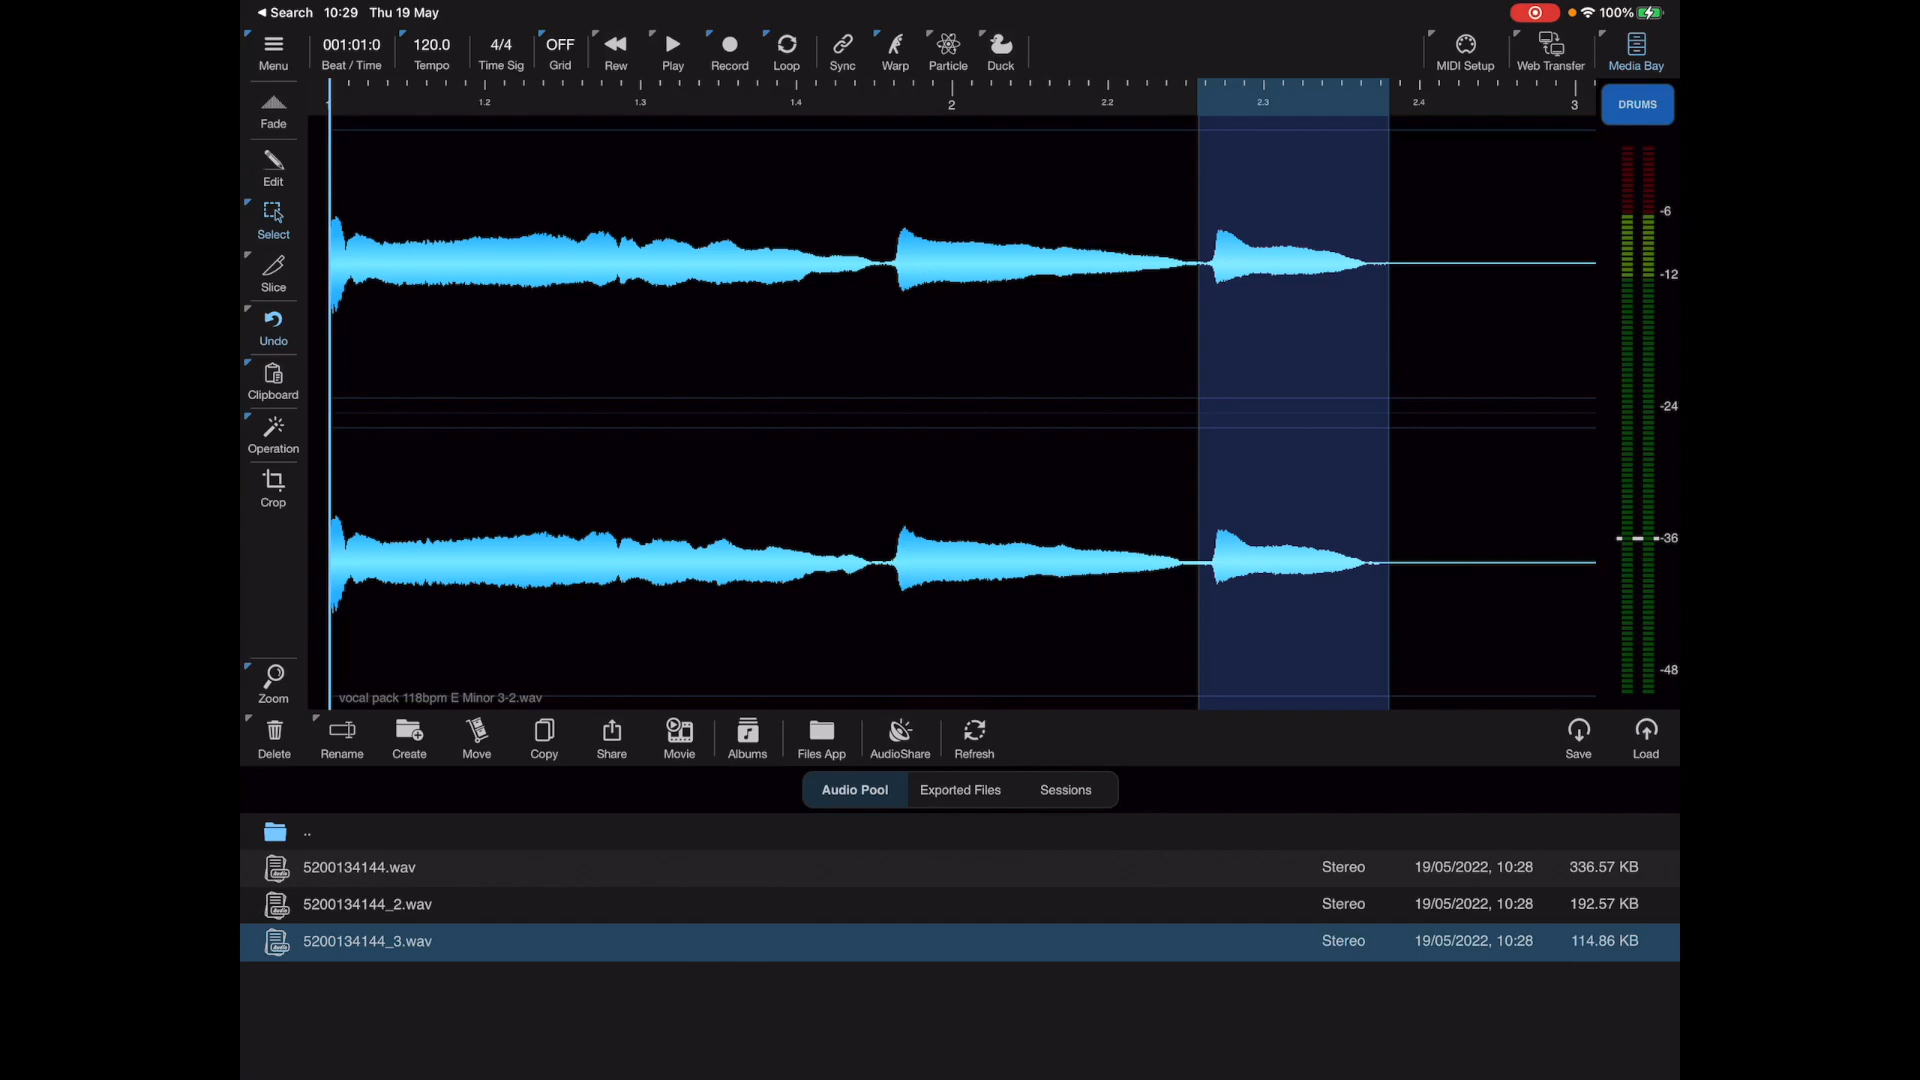 ◀ Search 10:29 Thu 19 May 100%
001:01:0 120.0 4/4 OFF
Menu Beat / Time Tempo Time Sig Grid Rew Play Record Loop Sync Warp Particle Duck MIDI Setup Web Transfer Media Bay
1.2 1.3 1.4 2 2.2 2.3 2.4 3
DRUMS
Fade
Edit
Select
Slice
Undo
Clipboard
Operation
Crop
Zoom
-6
-12
-24
-36
-48
vocal pack 118bpm E Minor 3-2.wav
Delete Rename Create Move Copy Share Movie Albums Files App AudioShare Refresh Save Load
Audio Pool Exported Files Sessions
..
5200134144.wav Stereo 19/05/2022, 10:28 336.57 KB
5200134144_2.wav Stereo 19/05/2022, 10:28 192.57 KB
5200134144_3.wav Stereo 19/05/2022, 10:28 114.86 KB